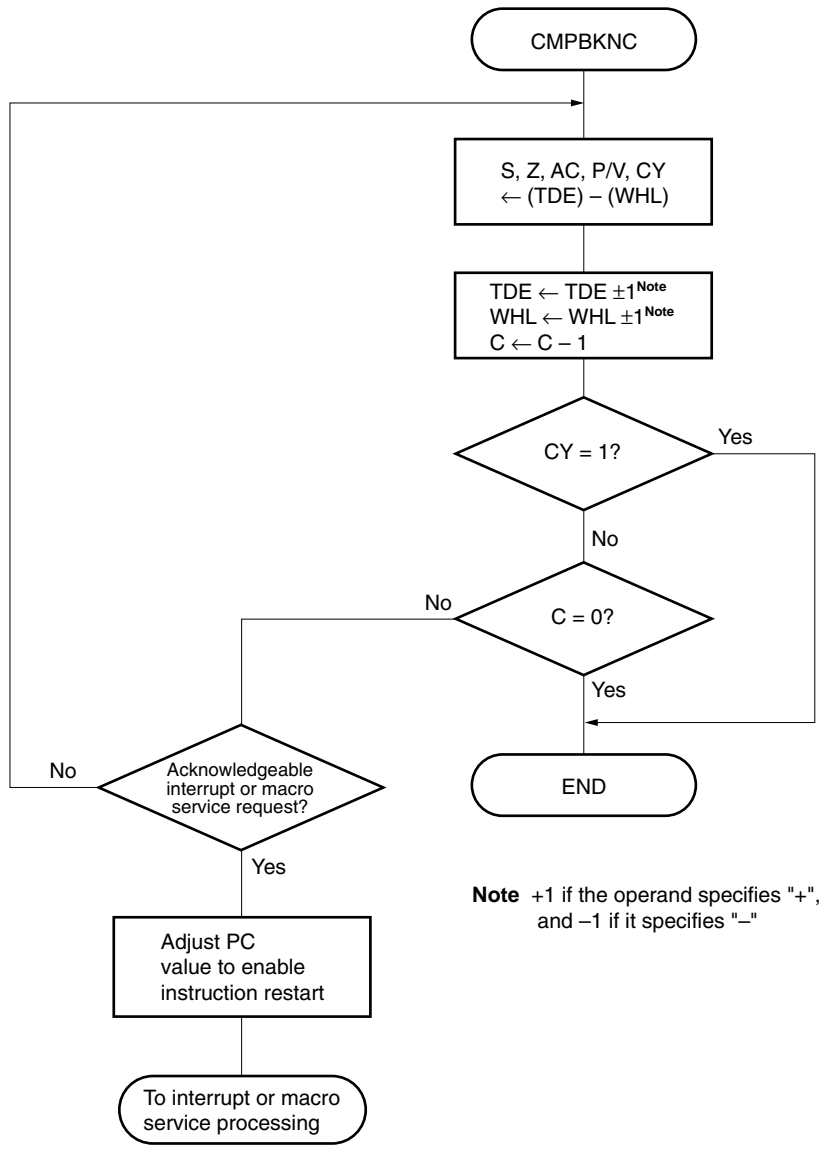 CMPBKNC
S, Z, AC, P/V, CY
← (TDE) – (WHL)
TDE ← TDE ±1Note
WHL ← WHL ±1Note
C ← C – 1
CY = 1?
Yes
No
C = 0?
No
Yes
END
Acknowledgeable
interrupt or macro
service request?
No
Yes
Adjust PC
value to enable
instruction restart
To interrupt or macro
service processing
Note +1 if the operand specifies "+",
and –1 if it specifies "–"